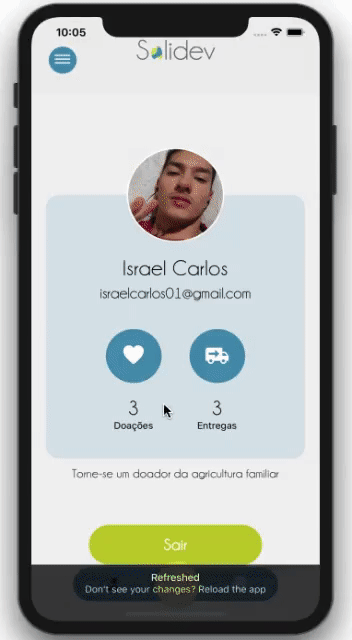 10:05
Solidev
Israel Carlos
israelcarlos01@gmail.com
3
3
Doações
Entregas
Torne-se um doador da agricultura familiar
Sair
Refreshed
Don't see your changes? Reload the app